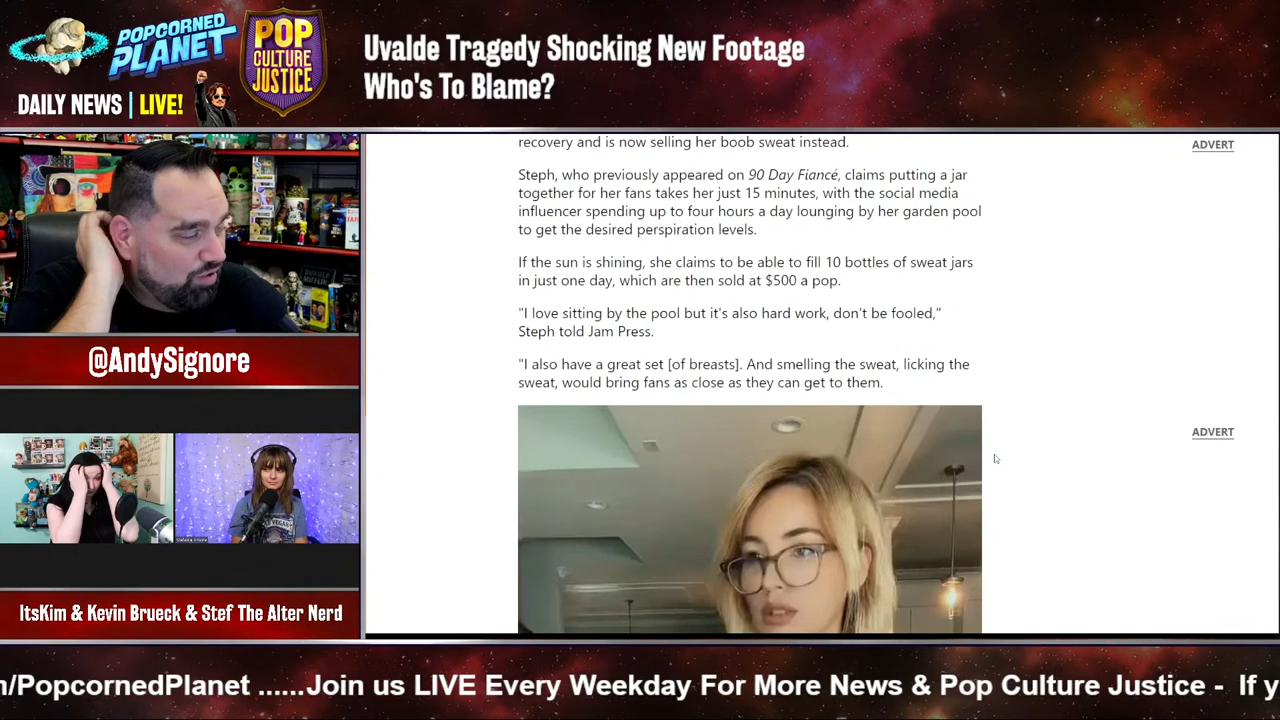 POPCORNED
PLANET
POP
CULTURE
JUSTICE
DAILY NEWS | LIVE!
Uvalde Tragedy Shocking New Footage
Who's To Blame?
recovery and is now selling her boob sweat instead.
Steph, who previously appeared on 90 Day Fiancé, claims putting a jar
together for her fans takes her just 15 minutes, with the social media
influencer spending up to four hours a day lounging by her garden pool
to get the desired perspiration levels.
If the sun is shining, she claims to be able to fill 10 bottles of sweat jars
in just one day, which are then sold at $500 a pop.
"I love sitting by the pool but it's also hard work, don't be fooled,"
Steph told Jam Press.
"I also have a great set [of breasts]. And smelling the sweat, licking the
sweat, would bring fans as close as they can get to them.
ADVERT
ADVERT
@AndySignore
ItsKim & Kevin Brueck & Stef The Alter Nerd
n/PopcornedPlanet ......Join us LIVE Every Weekday For More News & Pop Culture Justice - If y